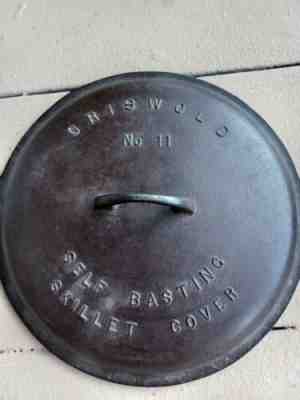 GRISWOLD
No 11
SELF BASTING
SKILLET COVER